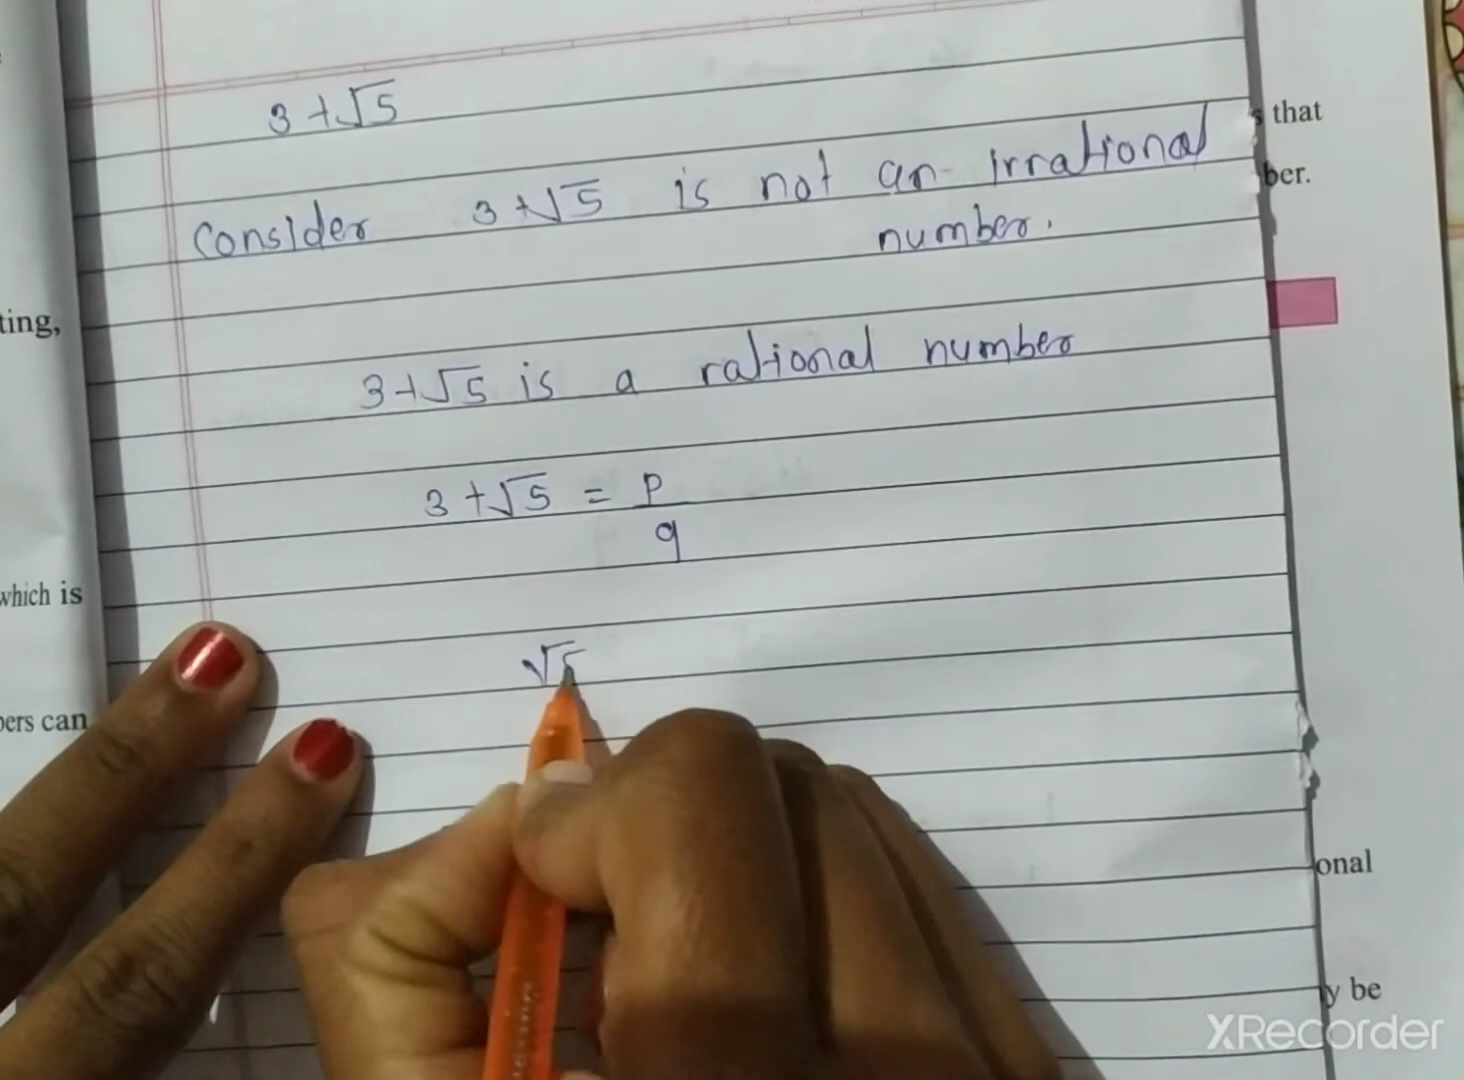 3+√5
s that
Consider 3+√5 is not an irrational
ber.
number.
ting,
3+√5 is a rational number
3+√5 = p
q
which is
√5
bers can
onal
y be
XRecorder